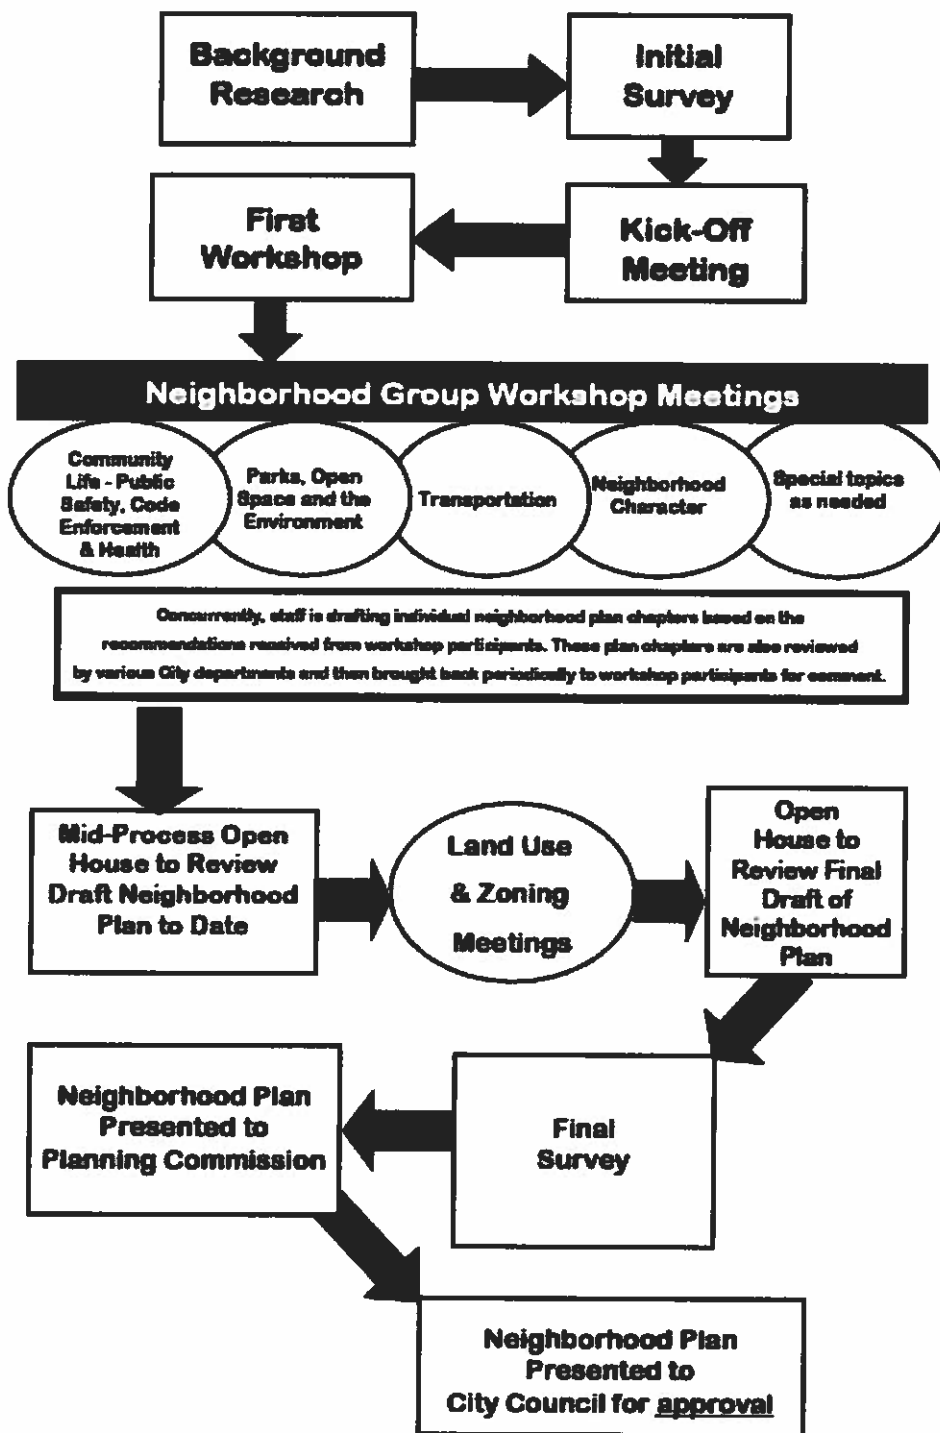 Background
Research
Initial
Survey
First
Workshop
Kick-Off
Meeting
Neighborhood Group Workshop Meetings
Community
Life - Public
Safety, Code
Enforcement
& Health
Parks, Open
Space and the
Environment
Transportation
Neighborhood
Character
Special topics
as needed
Concurrently, staff is drafting individual neighborhood plan chapters based on the
recommendations received from workshop participants. These plan chapters are also reviewed
by various City departments and then brought back periodically to workshop participants for comment.
Mid-Process Open
House to Review
Draft Neighborhood
Plan to Date
Land Use
& Zoning
Meetings
Open
House to
Review Final
Draft of
Neighborhood
Plan
Neighborhood Plan
Presented to
Planning Commission
Final
Survey
Neighborhood Plan
Presented to
City Council for approval